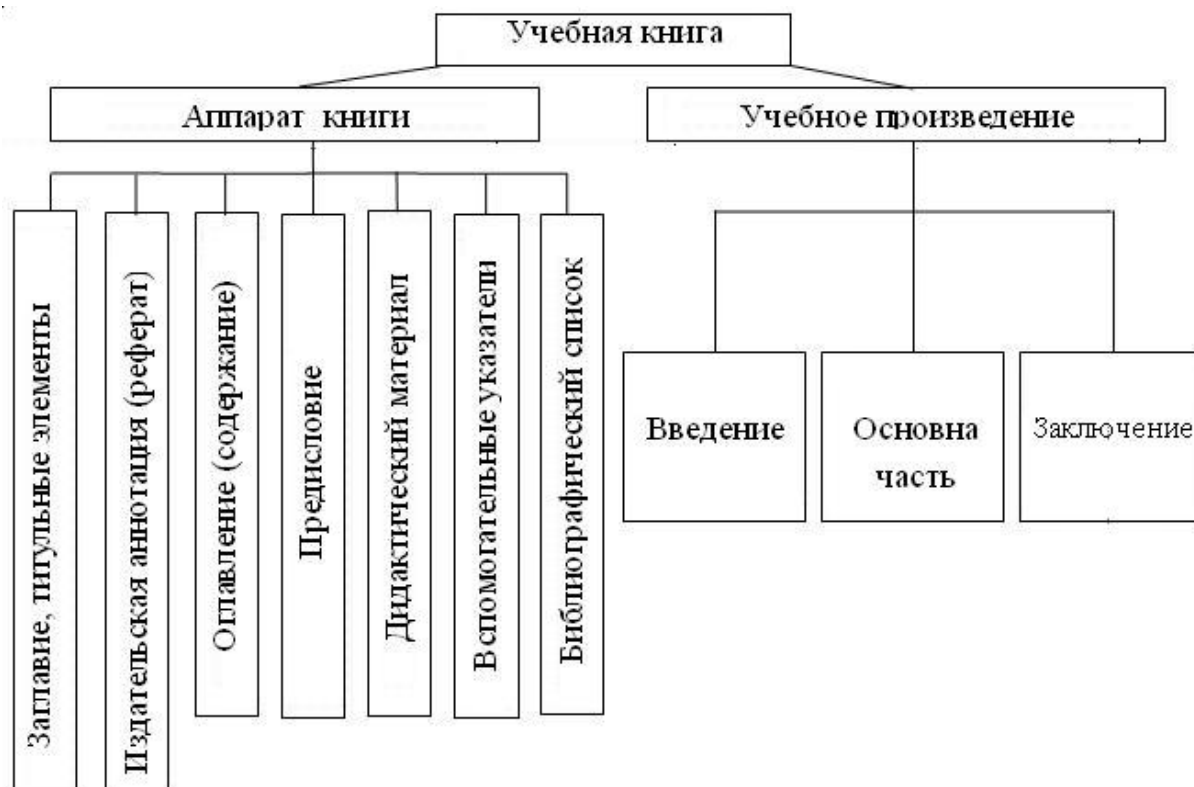 Учебная книга
Аппарат книги
Учебное произведение
Заглавие, титульные элементы
Издательская аннотация (реферат)
Оглавление (содержание)
Предисловие
Дидактический материал
Вспомогательные указатели
Библиографический список
Введение
Основна
часть
Заключение